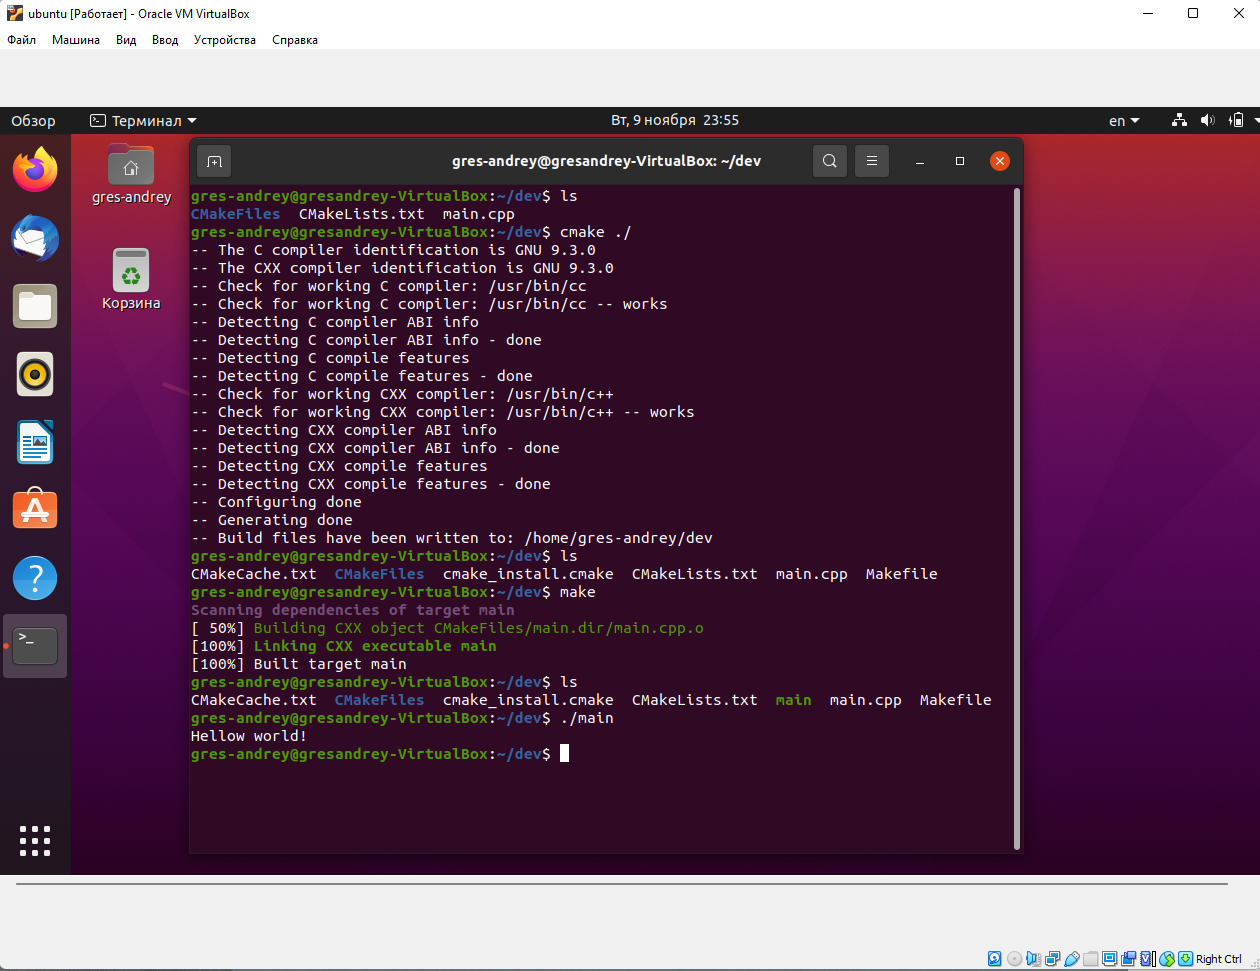 ubuntu [Работает] - Oracle VM VirtualBox
Файл Машина Вид Ввод Устройства Справка
Обзор Терминал Вт, 9 ноября 23:55 en
gres-andrey@gresandrey-VirtualBox: ~/dev
gres-andrey
Корзина
gres-andrey@gresandrey-VirtualBox:~/dev$ ls
CMakeFiles CMakeLists.txt main.cpp
gres-andrey@gresandrey-VirtualBox:~/dev$ cmake ./
-- The C compiler identification is GNU 9.3.0
-- The CXX compiler identification is GNU 9.3.0
-- Check for working C compiler: /usr/bin/cc
-- Check for working C compiler: /usr/bin/cc -- works
-- Detecting C compiler ABI info
-- Detecting C compiler ABI info - done
-- Detecting C compile features
-- Detecting C compile features - done
-- Check for working CXX compiler: /usr/bin/c++
-- Check for working CXX compiler: /usr/bin/c++ -- works
-- Detecting CXX compiler ABI info
-- Detecting CXX compiler ABI info - done
-- Detecting CXX compile features
-- Detecting CXX compile features - done
-- Configuring done
-- Generating done
-- Build files have been written to: /home/gres-andrey/dev
gres-andrey@gresandrey-VirtualBox:~/dev$ ls
CMakeCache.txt CMakeFiles cmake_install.cmake CMakeLists.txt main.cpp Makefile
gres-andrey@gresandrey-VirtualBox:~/dev$ make
Scanning dependencies of target main
[ 50%] Building CXX object CMakeFiles/main.dir/main.cpp.o
[100%] Linking CXX executable main
[100%] Built target main
gres-andrey@gresandrey-VirtualBox:~/dev$ ls
CMakeCache.txt CMakeFiles cmake_install.cmake CMakeLists.txt main main.cpp Makefile
gres-andrey@gresandrey-VirtualBox:~/dev$ ./main
Hellow world!
gres-andrey@gresandrey-VirtualBox:~/dev$
Right Ctrl